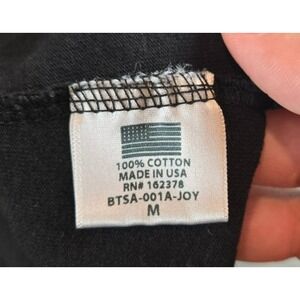 100% COTTON
MADE IN USA
RN# 162378
BTSA-001A-JOY
M